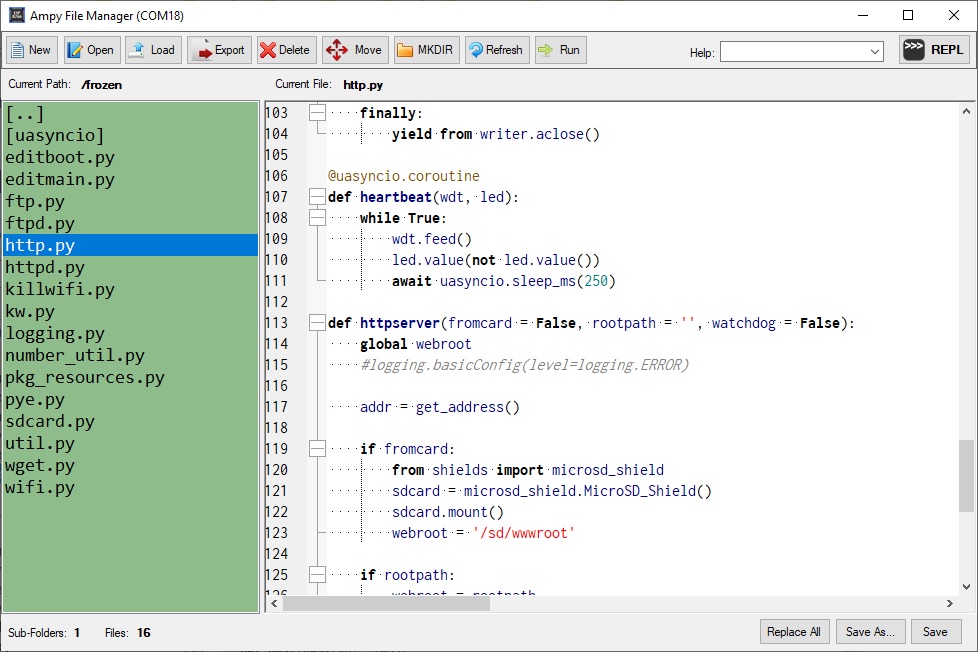 Ampy File Manager (COM18)
New Open Load Export Delete Move MKDIR Refresh Run Help: >>> REPL
Current Path: /frozen Current File: http.py
[..]
[uasyncio]
editboot.py
editmain.py
ftp.py
ftpd.py
http.py
httpd.py
killwifi.py
kw.py
logging.py
number_util.py
pkg_resources.py
pye.py
sdcard.py
util.py
wget.py
wifi.py
103     finally:
104         yield from writer.aclose()
105
106 @uasyncio.coroutine
107 def heartbeat(wdt, led):
108     while True:
109         wdt.feed()
110         led.value(not led.value())
111         await uasyncio.sleep_ms(250)
112
113 def httpserver(fromcard = False, rootpath = '', watchdog = False):
114     global webroot
115     #logging.basicConfig(level=logging.ERROR)
116
117     addr = get_address()
118
119     if fromcard:
120         from shields import microsd_shield
121         sdcard = microsd_shield.MicroSD_Shield()
122         sdcard.mount()
123         webroot = '/sd/wwwroot'
124
125     if rootpath:
126         webroot = rootpath
Sub-Folders: 1 Files: 16 Replace All Save As... Save